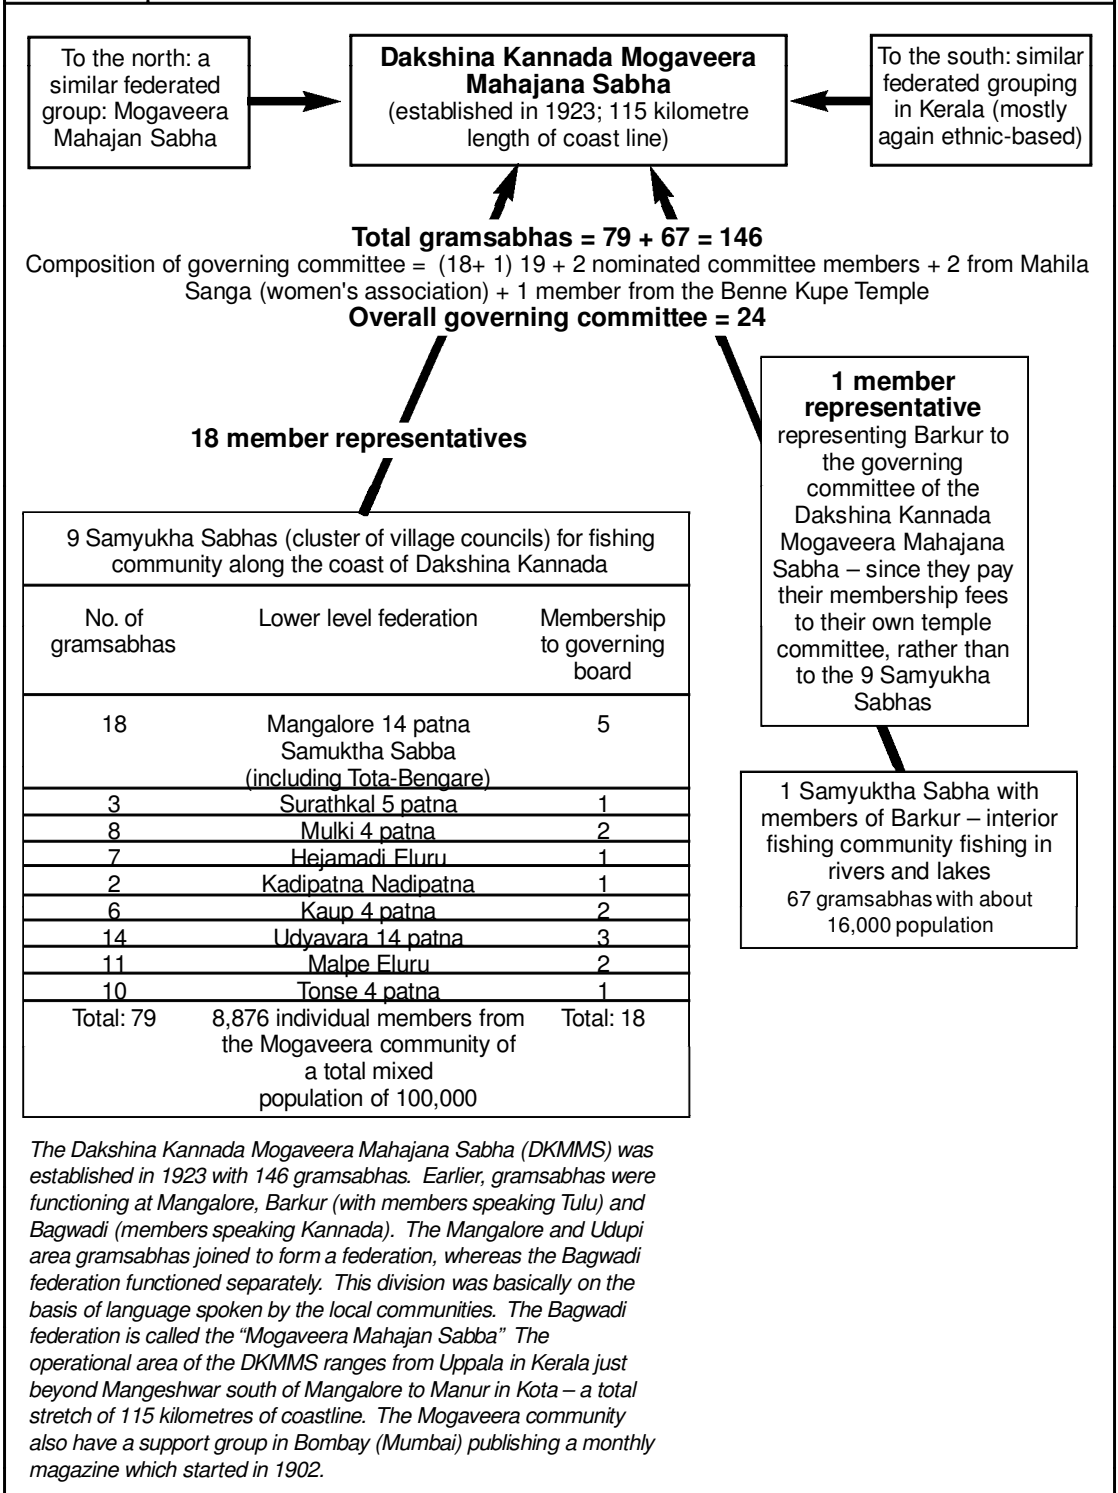 To the north: a
similar federated
group: Mogaveera
Mahajan Sabha
Dakshina Kannada Mogaveera
Mahajana Sabha
(established in 1923; 115 kilometre
length of coast line)
To the south: similar
federated grouping
in Kerala (mostly
again ethnic-based)
Total gramsabhas = 79 + 67 = 146
Composition of governing committee = (18+ 1) 19 + 2 nominated committee members + 2 from Mahila
Sanga (women's association) + 1 member from the Benne Kupe Temple
Overall governing committee = 24
18 member representatives
1 member
representative
representing Barkur to
the governing
committee of the
Dakshina Kannada
Mogaveera Mahajana
Sabha – since they pay
their membership fees
to their own temple
committee, rather than
to the 9 Samyukha
Sabhas
9 Samyukha Sabhas (cluster of village councils) for fishing
community along the coast of Dakshina Kannada
No. of
gramsabhas
Lower level federation
Membership
to governing
board
18 Mangalore 14 patna 5
Samuktha Sabba
(including Tota-Bengare)
3 Surathkal 5 patna 1
8 Mulki 4 patna 2
7 Hejamadi Eluru 1
2 Kadipatna Nadipatna 1
6 Kaup 4 patna 2
14 Udyavara 14 patna 3
11 Malpe Eluru 2
10 Tonse 4 patna 1
Total: 79 8,876 individual members from Total: 18
the Mogaveera community of
a total mixed
population of 100,000
1 Samyuktha Sabha with
members of Barkur – interior
fishing community fishing in
rivers and lakes
67 gramsabhas with about
16,000 population
The Dakshina Kannada Mogaveera Mahajana Sabha (DKMMS) was
established in 1923 with 146 gramsabhas. Earlier, gramsabhas were
functioning at Mangalore, Barkur (with members speaking Tulu) and
Bagwadi (members speaking Kannada). The Mangalore and Udupi
area gramsabhas joined to form a federation, whereas the Bagwadi
federation functioned separately. This division was basically on the
basis of language spoken by the local communities. The Bagwadi
federation is called the “Mogaveera Mahajan Sabba” The
operational area of the DKMMS ranges from Uppala in Kerala just
beyond Mangeshwar south of Mangalore to Manur in Kota – a total
stretch of 115 kilometres of coastline. The Mogaveera community
also have a support group in Bombay (Mumbai) publishing a monthly
magazine which started in 1902.